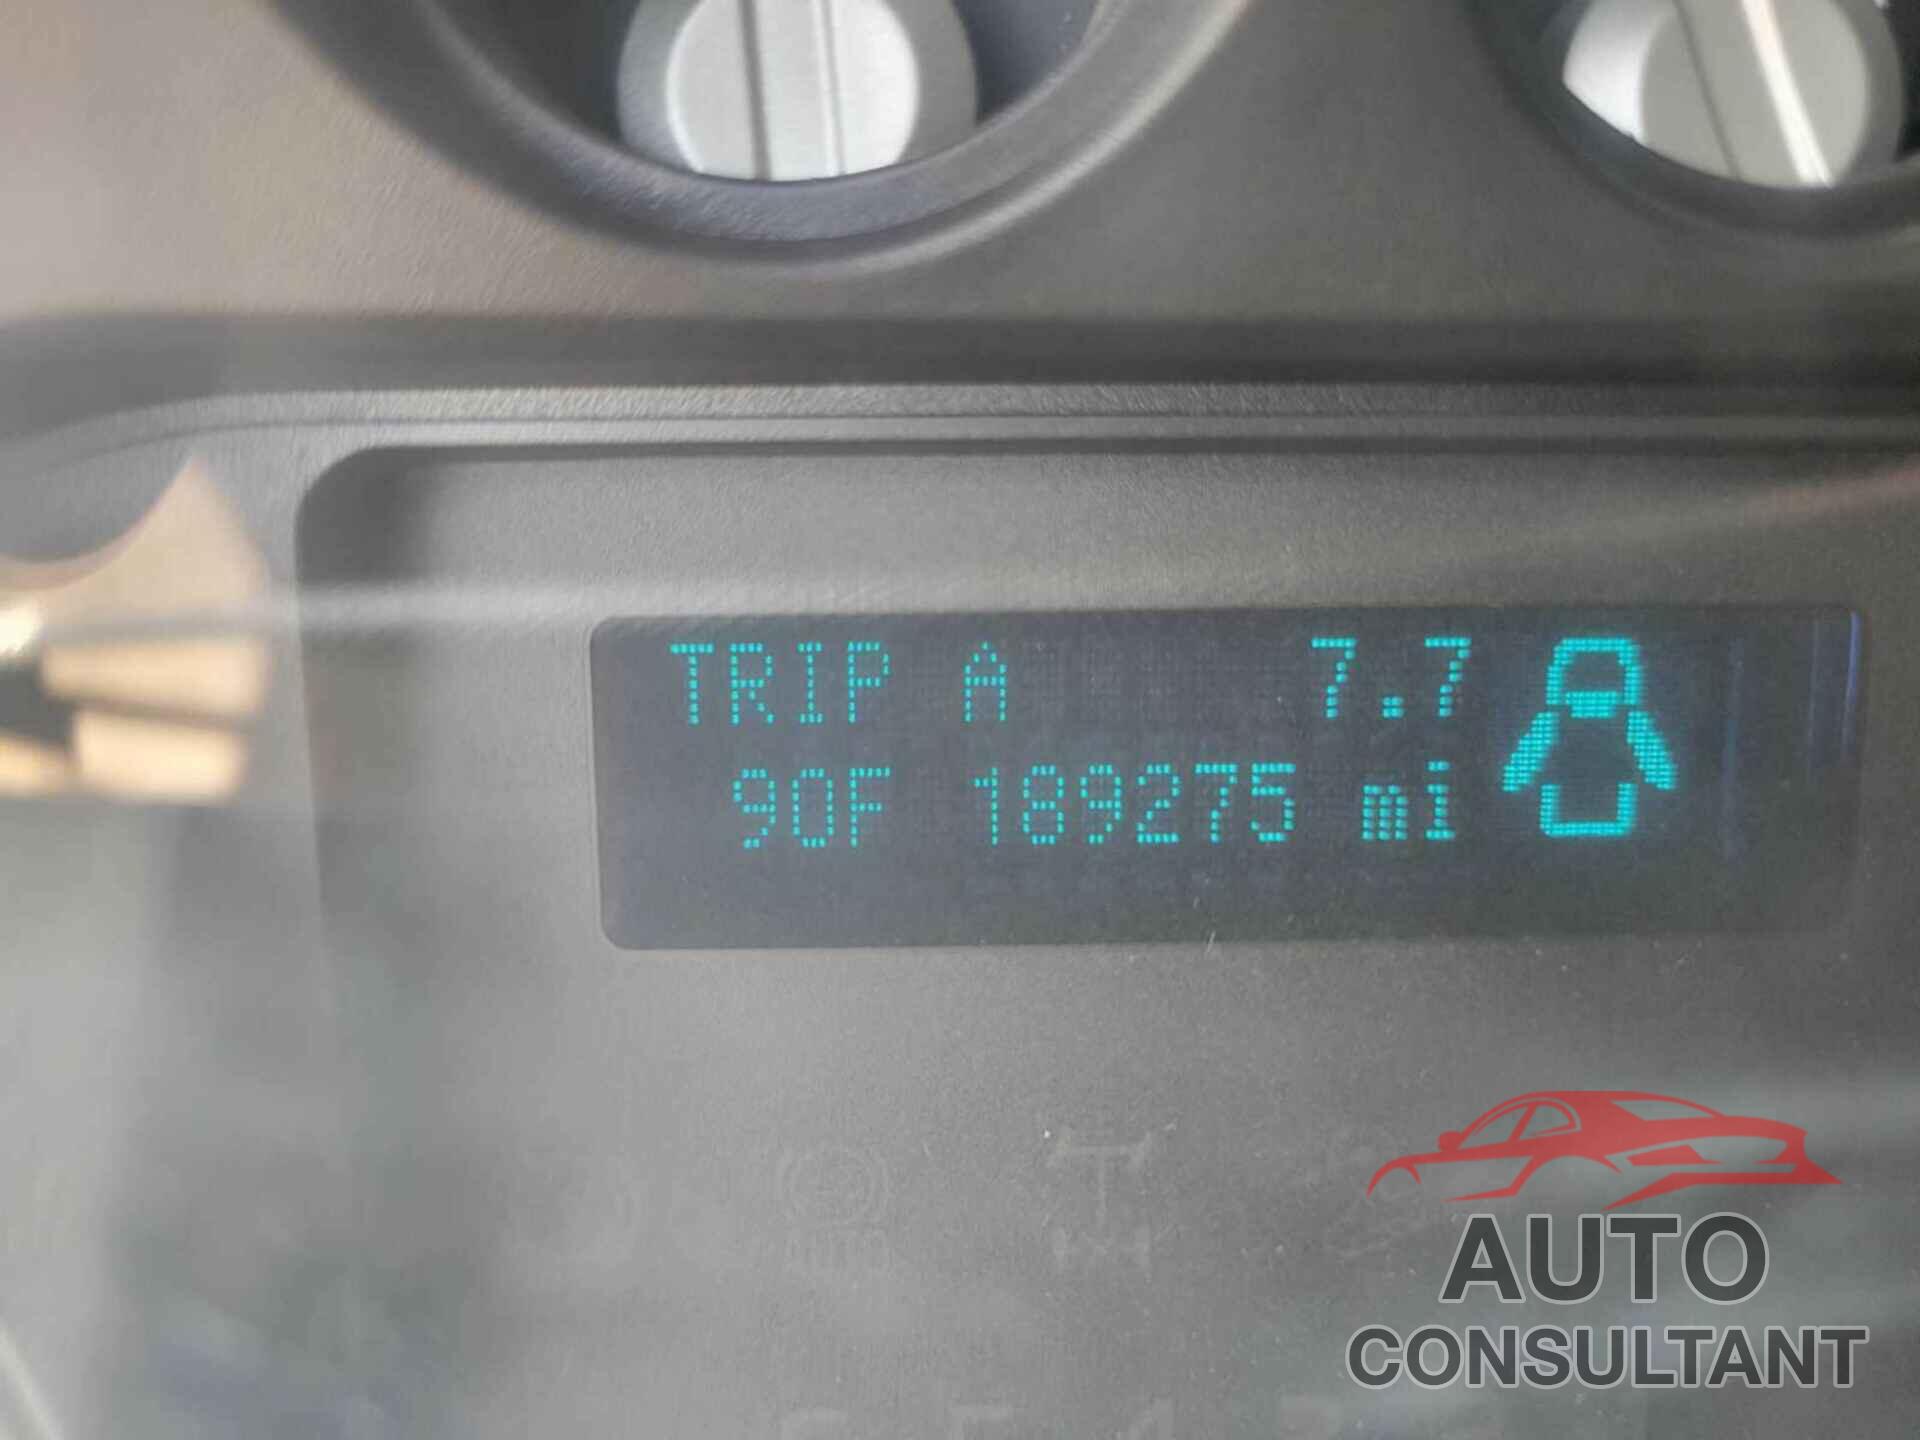 TRIP A 7.7
90F 189275 mi
AUTO
CONSULTANT